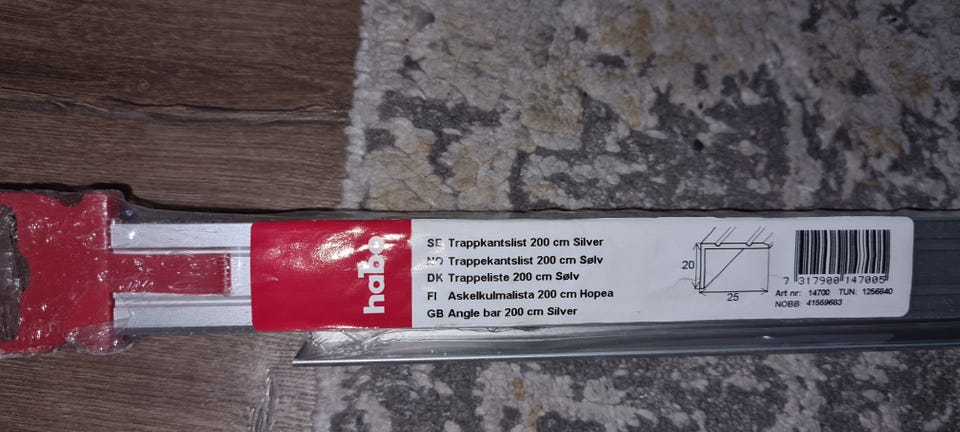 habo
SE Trappkantslist 200 cm Silver
NO Trappekantslist 200 cm Sølv
DK Trappeliste 200 cm Sølv
FI Askelkulmalista 200 cm Hopea
GB Angle bar 200 cm Silver
20
25
7 317900 147005
Art nr: 14700 TUN: 1256840
NOBB: 41559683